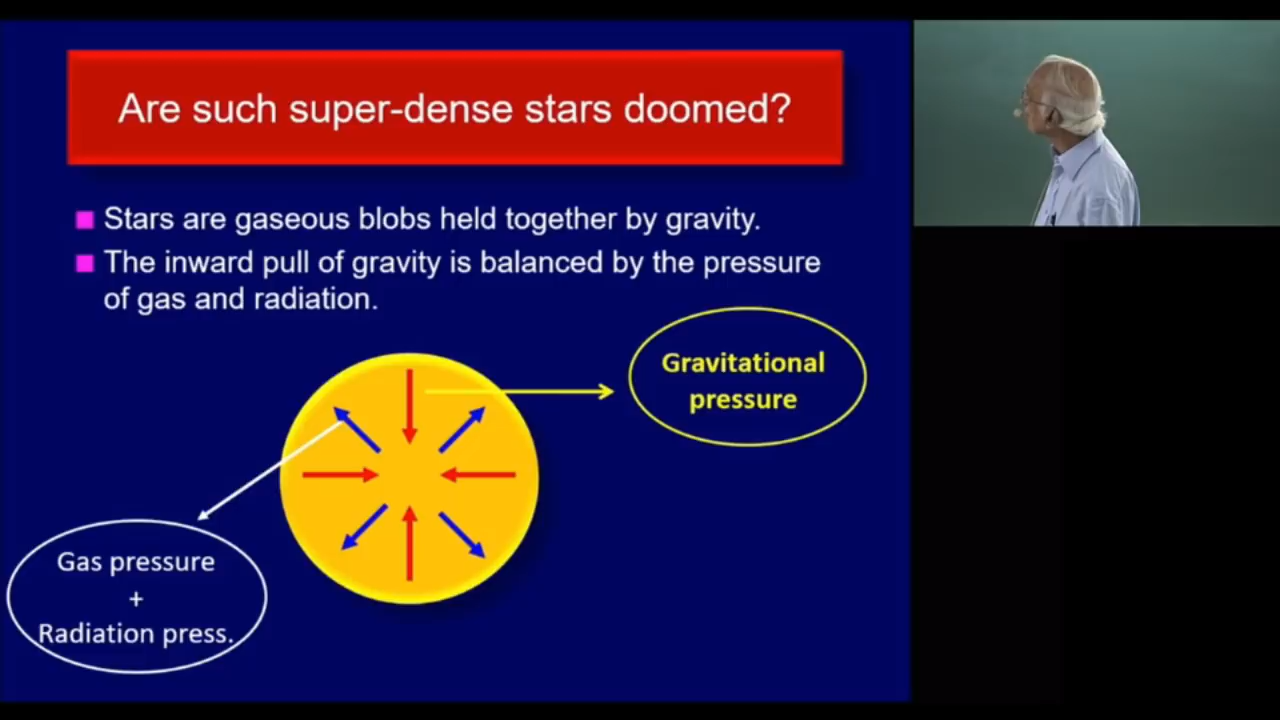 Are such super-dense stars doomed?
Stars are gaseous blobs held together by gravity.
The inward pull of gravity is balanced by the pressure
of gas and radiation.
Gravitational
pressure
Gas pressure
+
Radiation press.